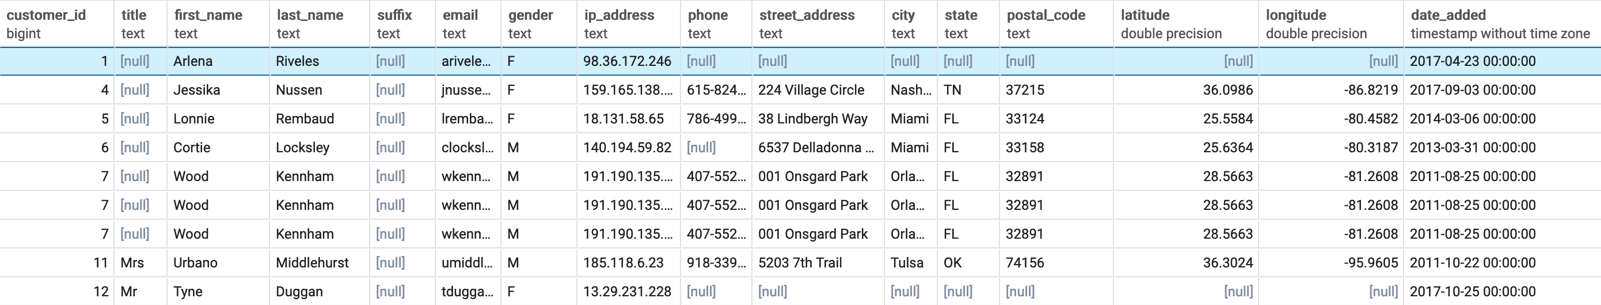 customer_id title first_name last_name suffix email gender ip_address phone street_address city state postal_code latitude longitude date_added
bigint text text text text text text text text text text text text double precision double precision timestamp without time zone
1 [null] Arlena Riveles [null] arivele... F 98.36.172.246 [null] [null] [null] [null] [null] [null] [null] 2017-04-23 00:00:00
4 [null] Jessika Nussen [null] jnusse... F 159.165.138.... 615-824... 224 Village Circle Nash... TN 37215 36.0986 -86.8219 2017-09-03 00:00:00
5 [null] Lonnie Rembaud [null] lremba... F 18.131.58.65 786-499... 38 Lindbergh Way Miami FL 33124 25.5584 -80.4582 2014-03-06 00:00:00
6 [null] Cortie Locksley [null] clocksl... M 140.194.59.82 [null] 6537 Delladonna ... Miami FL 33158 25.6364 -80.3187 2013-03-31 00:00:00
7 [null] Wood Kennham [null] wkenn... M 191.190.135.... 407-552... 001 Onsgard Park Orla... FL 32891 28.5663 -81.2608 2011-08-25 00:00:00
7 [null] Wood Kennham [null] wkenn... M 191.190.135.... 407-552... 001 Onsgard Park Orla... FL 32891 28.5663 -81.2608 2011-08-25 00:00:00
7 [null] Wood Kennham [null] wkenn... M 191.190.135.... 407-552... 001 Onsgard Park Orla... FL 32891 28.5663 -81.2608 2011-08-25 00:00:00
11 Mrs Urbano Middlehurst [null] umiddl... M 185.118.6.23 918-339... 5203 7th Trail Tulsa OK 74156 36.3024 -95.9605 2011-10-22 00:00:00
12 Mr Tyne Duggan [null] tdugga... F 13.29.231.228 [null] [null] [null] [null] [null] [null] [null] 2017-10-25 00:00:00